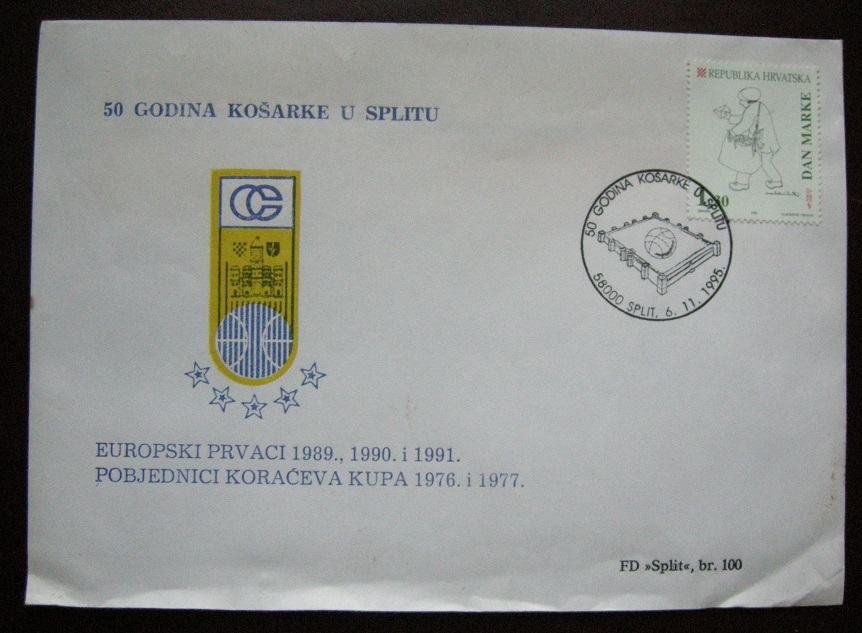 50 GODINA KOŠARKE U SPLITU
REPUBLIKA HRVATSKA
DAN MARKE
50 GODINA KOŠARKE U SPLITU
58000 SPLIT, 6. 11. 1995.
EUROPSKI PRVACI 1989., 1990. i 1991.
POBJEDNICI KORAĆEVA KUPA 1976. i 1977.
FD »Split«, br. 100